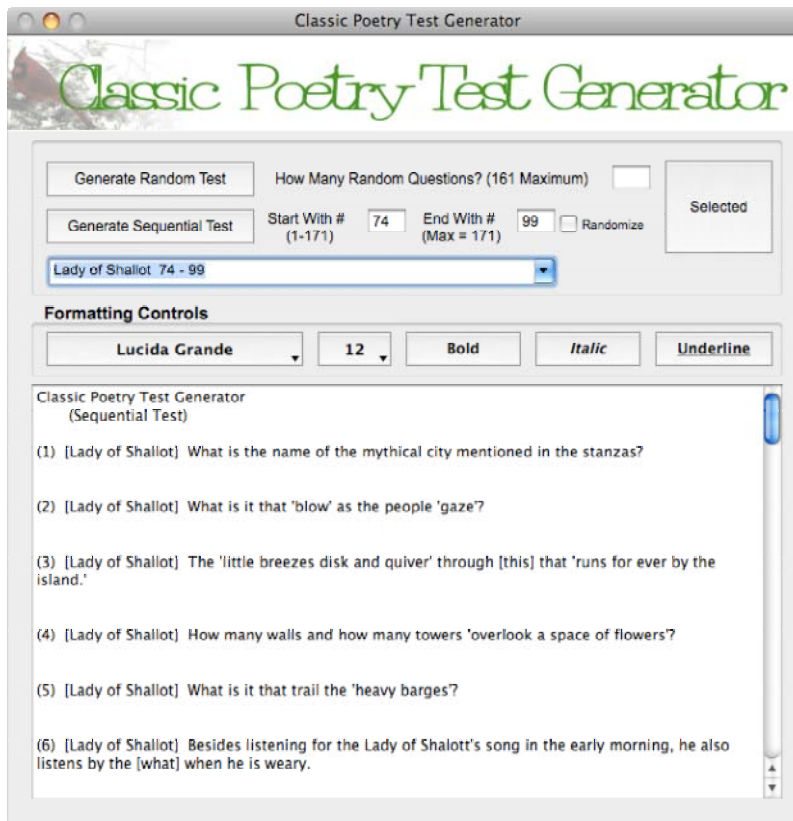 Classic Poetry Test Generator
Classic Poetry Test Generator
Generate Random Test How Many Random Questions? (161 Maximum)
Selected
Generate Sequential Test Start With # 74 End With # 99 Randomize
(1-171) (Max = 171)
Lady of Shallot 74 - 99
Formatting Controls
Lucida Grande 12 Bold Italic Underline
Classic Poetry Test Generator
(Sequential Test)
(1) [Lady of Shallot] What is the name of the mythical city mentioned in the stanzas?
(2) [Lady of Shallot] What is it that 'blow' as the people 'gaze'?
(3) [Lady of Shallot] The 'little breezes disk and quiver' through [this] that 'runs for ever by the
island.'
(4) [Lady of Shallot] How many walls and how many towers 'overlook a space of flowers'?
(5) [Lady of Shallot] What is it that trail the 'heavy barges'?
(6) [Lady of Shallot] Besides listening for the Lady of Shalott's song in the early morning, he also
listens by the [what] when he is weary.